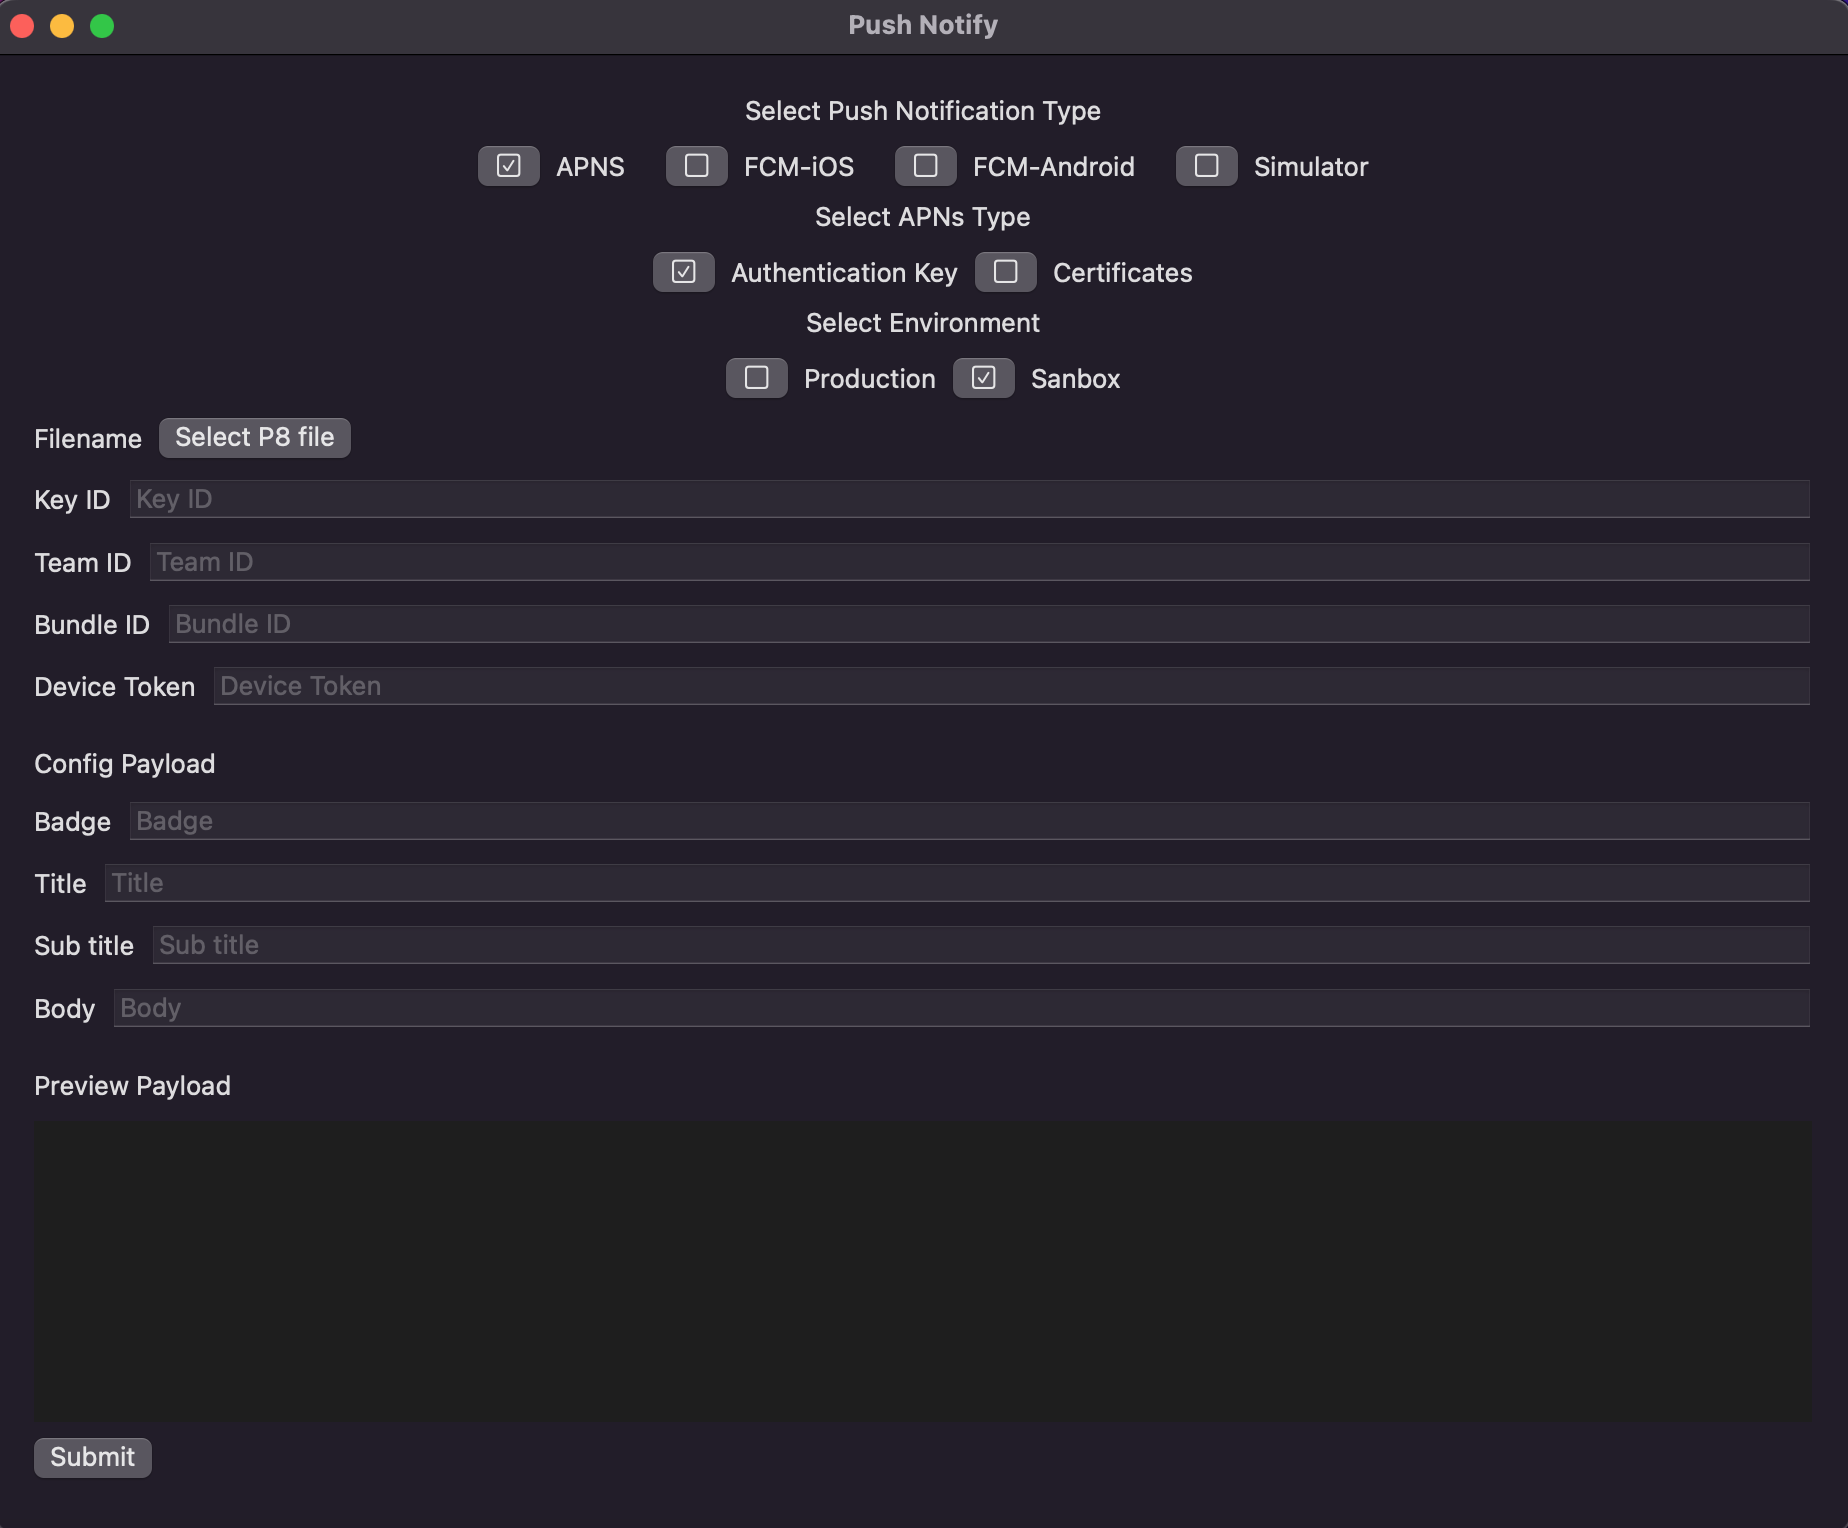 Push Notify
Select Push Notification Type
APNS FCM-iOS FCM-Android Simulator
Select APNs Type
Authentication Key Certificates
Select Environment
Production Sanbox
Filename Select P8 file
Key ID Key ID
Team ID Team ID
Bundle ID Bundle ID
Device Token Device Token
Config Payload
Badge Badge
Title Title
Sub title Sub title
Body Body
Preview Payload
Submit